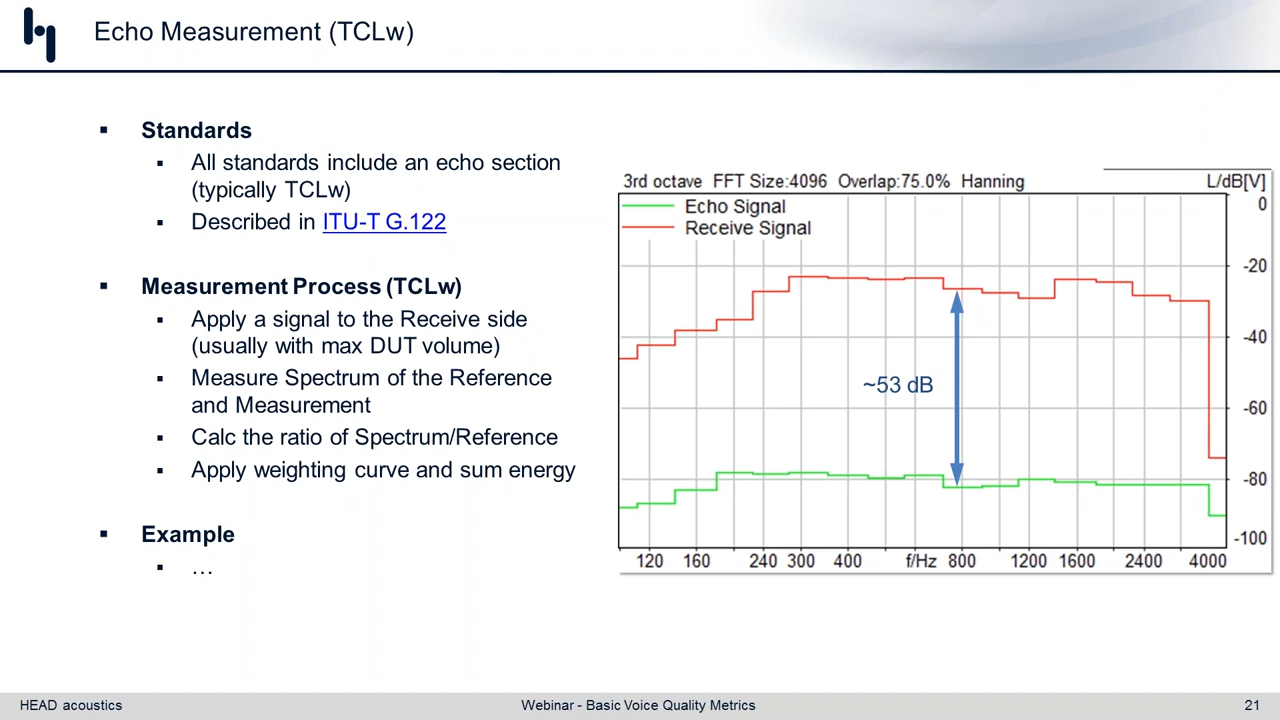 Echo Measurement (TCLw)
▪ Standards
▪ All standards include an echo section
(typically TCLw)
▪ Described in ITU-T G.122
▪ Measurement Process (TCLw)
▪ Apply a signal to the Receive side
(usually with max DUT volume)
▪ Measure Spectrum of the Reference
and Measurement
▪ Calc the ratio of Spectrum/Reference
▪ Apply weighting curve and sum energy
▪ Example
▪ …
3rd octave FFT Size:4096 Overlap:75.0% Hanning L/dB[V]
Echo Signal
Receive Signal
0
-20
-40
~53 dB
-60
-80
-100
120 160 240 300 400 f/Hz 800 1200 1600 2400 4000
HEAD acoustics Webinar - Basic Voice Quality Metrics 21